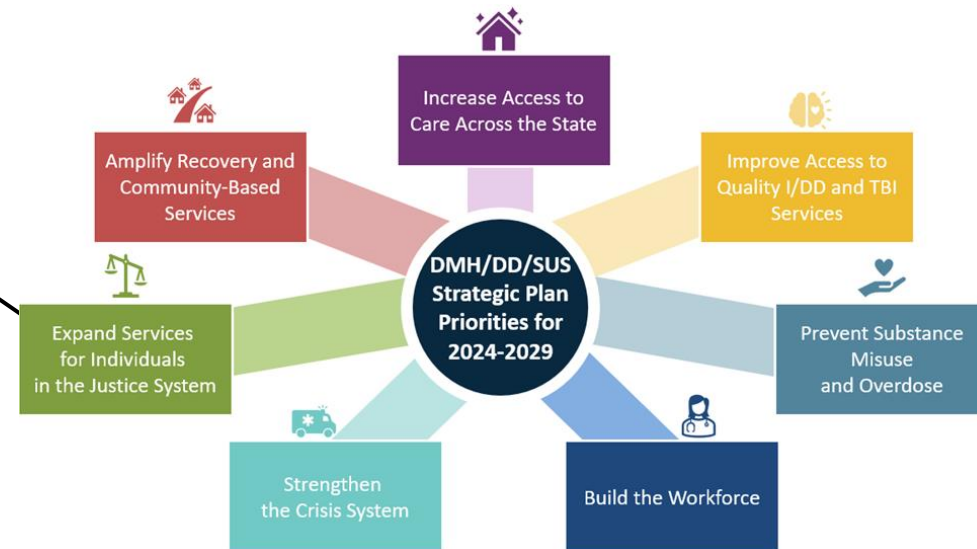 Increase Access to
Care Across the State
Amplify Recovery and
Community-Based
Services
Improve Access to
Quality I/DD and TBI
Services
DMH/DD/SUS
Strategic Plan
Priorities for
2024-2029
Expand Services
for Individuals
in the Justice System
Prevent Substance
Misuse
and Overdose
Strengthen
the Crisis System
Build the Workforce